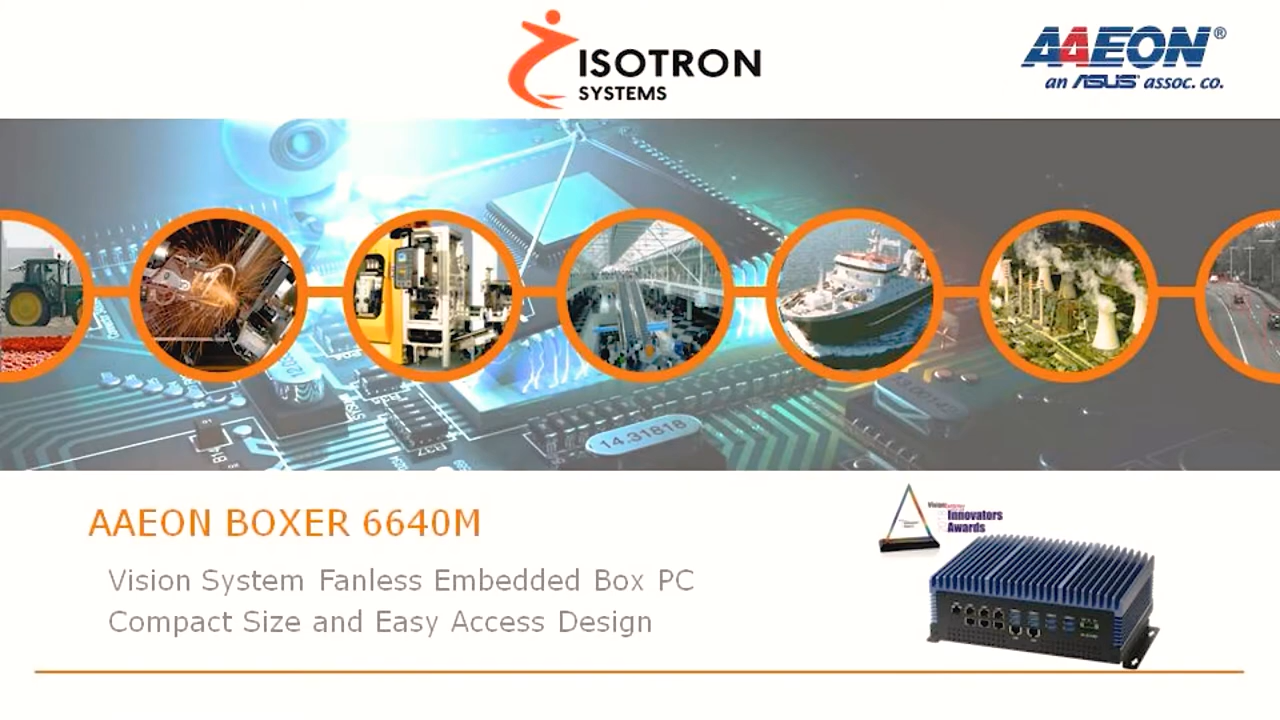 ISOTRON
SYSTEMS
AAEON®
an ASUS assoc. co.
14.31818
AAEON BOXER 6640M
Vision System Fanless Embedded Box PC
Compact Size and Easy Access Design
Vision
Innovators
Awards